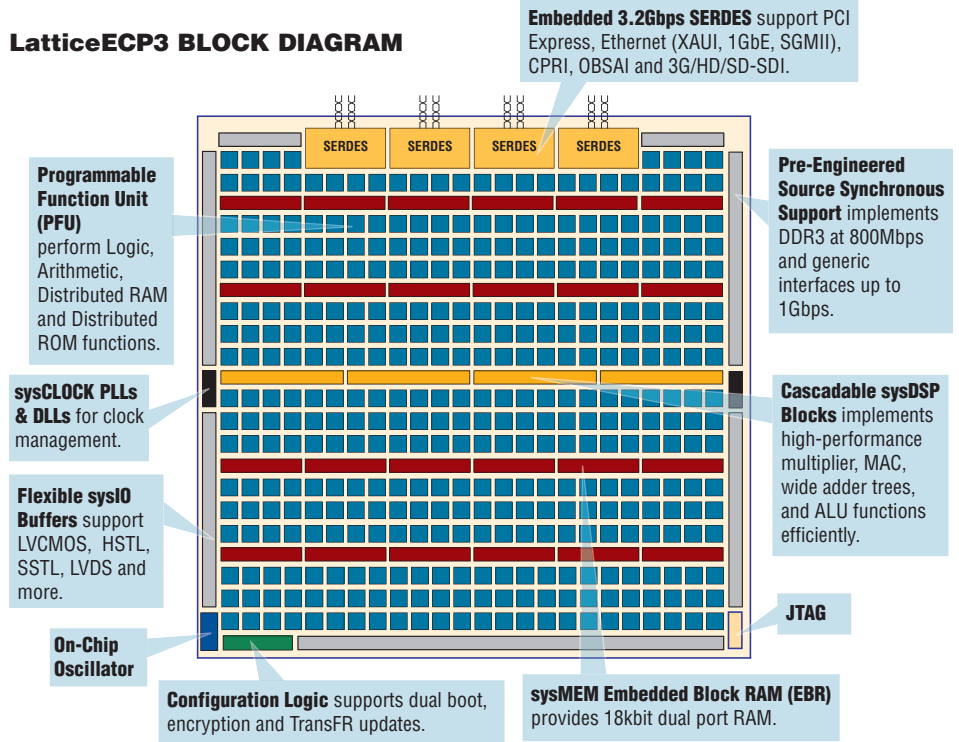 LatticeECP3 BLOCK DIAGRAM
Embedded 3.2Gbps SERDES support PCI
Express, Ethernet (XAUI, 1GbE, SGMII),
CPRI, OBSAI and 3G/HD/SD-SDI.
SERDES SERDES SERDES SERDES
Programmable
Function Unit
(PFU)
perform Logic,
Arithmetic,
Distributed RAM
and Distributed
ROM functions.
Pre-Engineered
Source Synchronous
Support implements
DDR3 at 800Mbps
and generic
interfaces up to
1Gbps.
sysCLOCK PLLs
& DLLs for clock
management.
Cascadable sysDSP
Blocks implements
high-performance
multiplier, MAC,
wide adder trees,
and ALU functions
efficiently.
Flexible sysIO
Buffers support
LVCMOS, HSTL,
SSTL, LVDS and
more.
JTAG
On-Chip
Oscillator
Configuration Logic supports dual boot,
encryption and TransFR updates.
sysMEM Embedded Block RAM (EBR)
provides 18kbit dual port RAM.